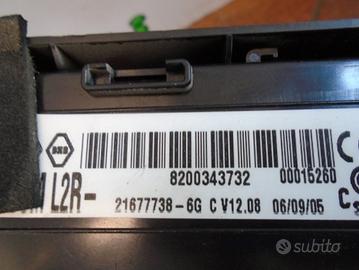 8200343732 00015260
L2R- 21677738-6G C V12.08 06/09/05
subito